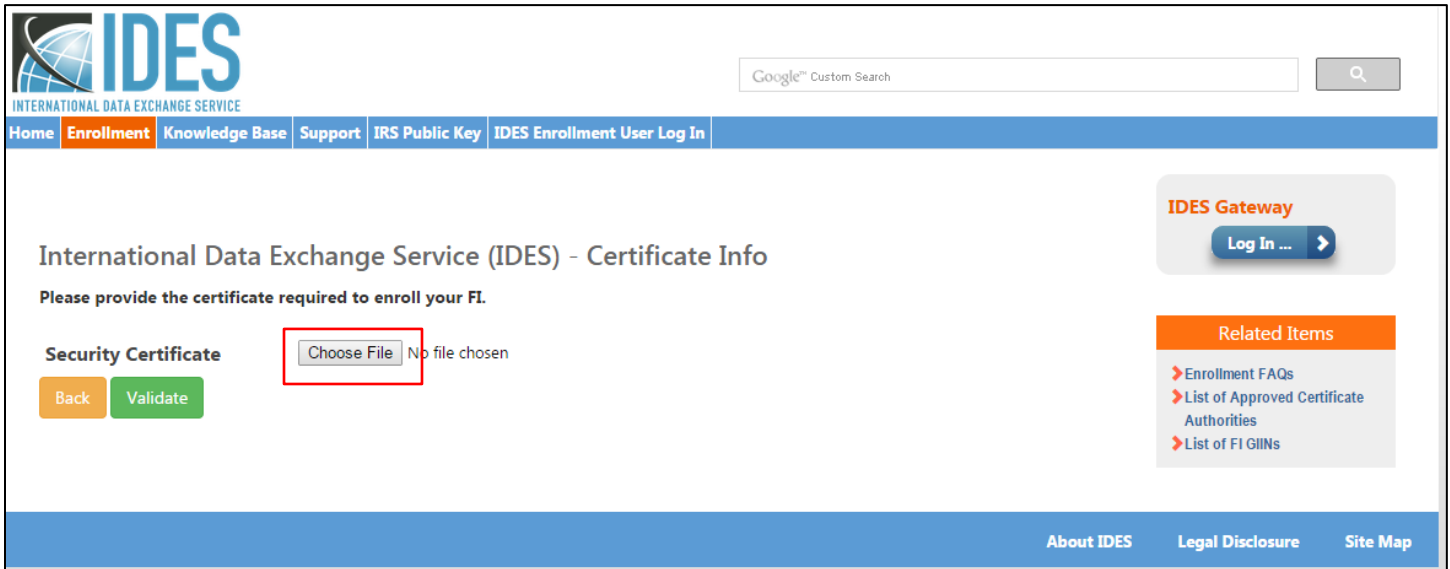 IDES
INTERNATIONAL DATA EXCHANGE SERVICE
Google™ Custom Search
Home Enrollment Knowledge Base Support IRS Public Key IDES Enrollment User Log In
IDES Gateway
Log In ...
International Data Exchange Service (IDES) - Certificate Info
Please provide the certificate required to enroll your FI.
Security Certificate Choose File No file chosen
Back Validate
Related Items
Enrollment FAQs
List of Approved Certificate
Authorities
List of FI GIINs
About IDES Legal Disclosure Site Map